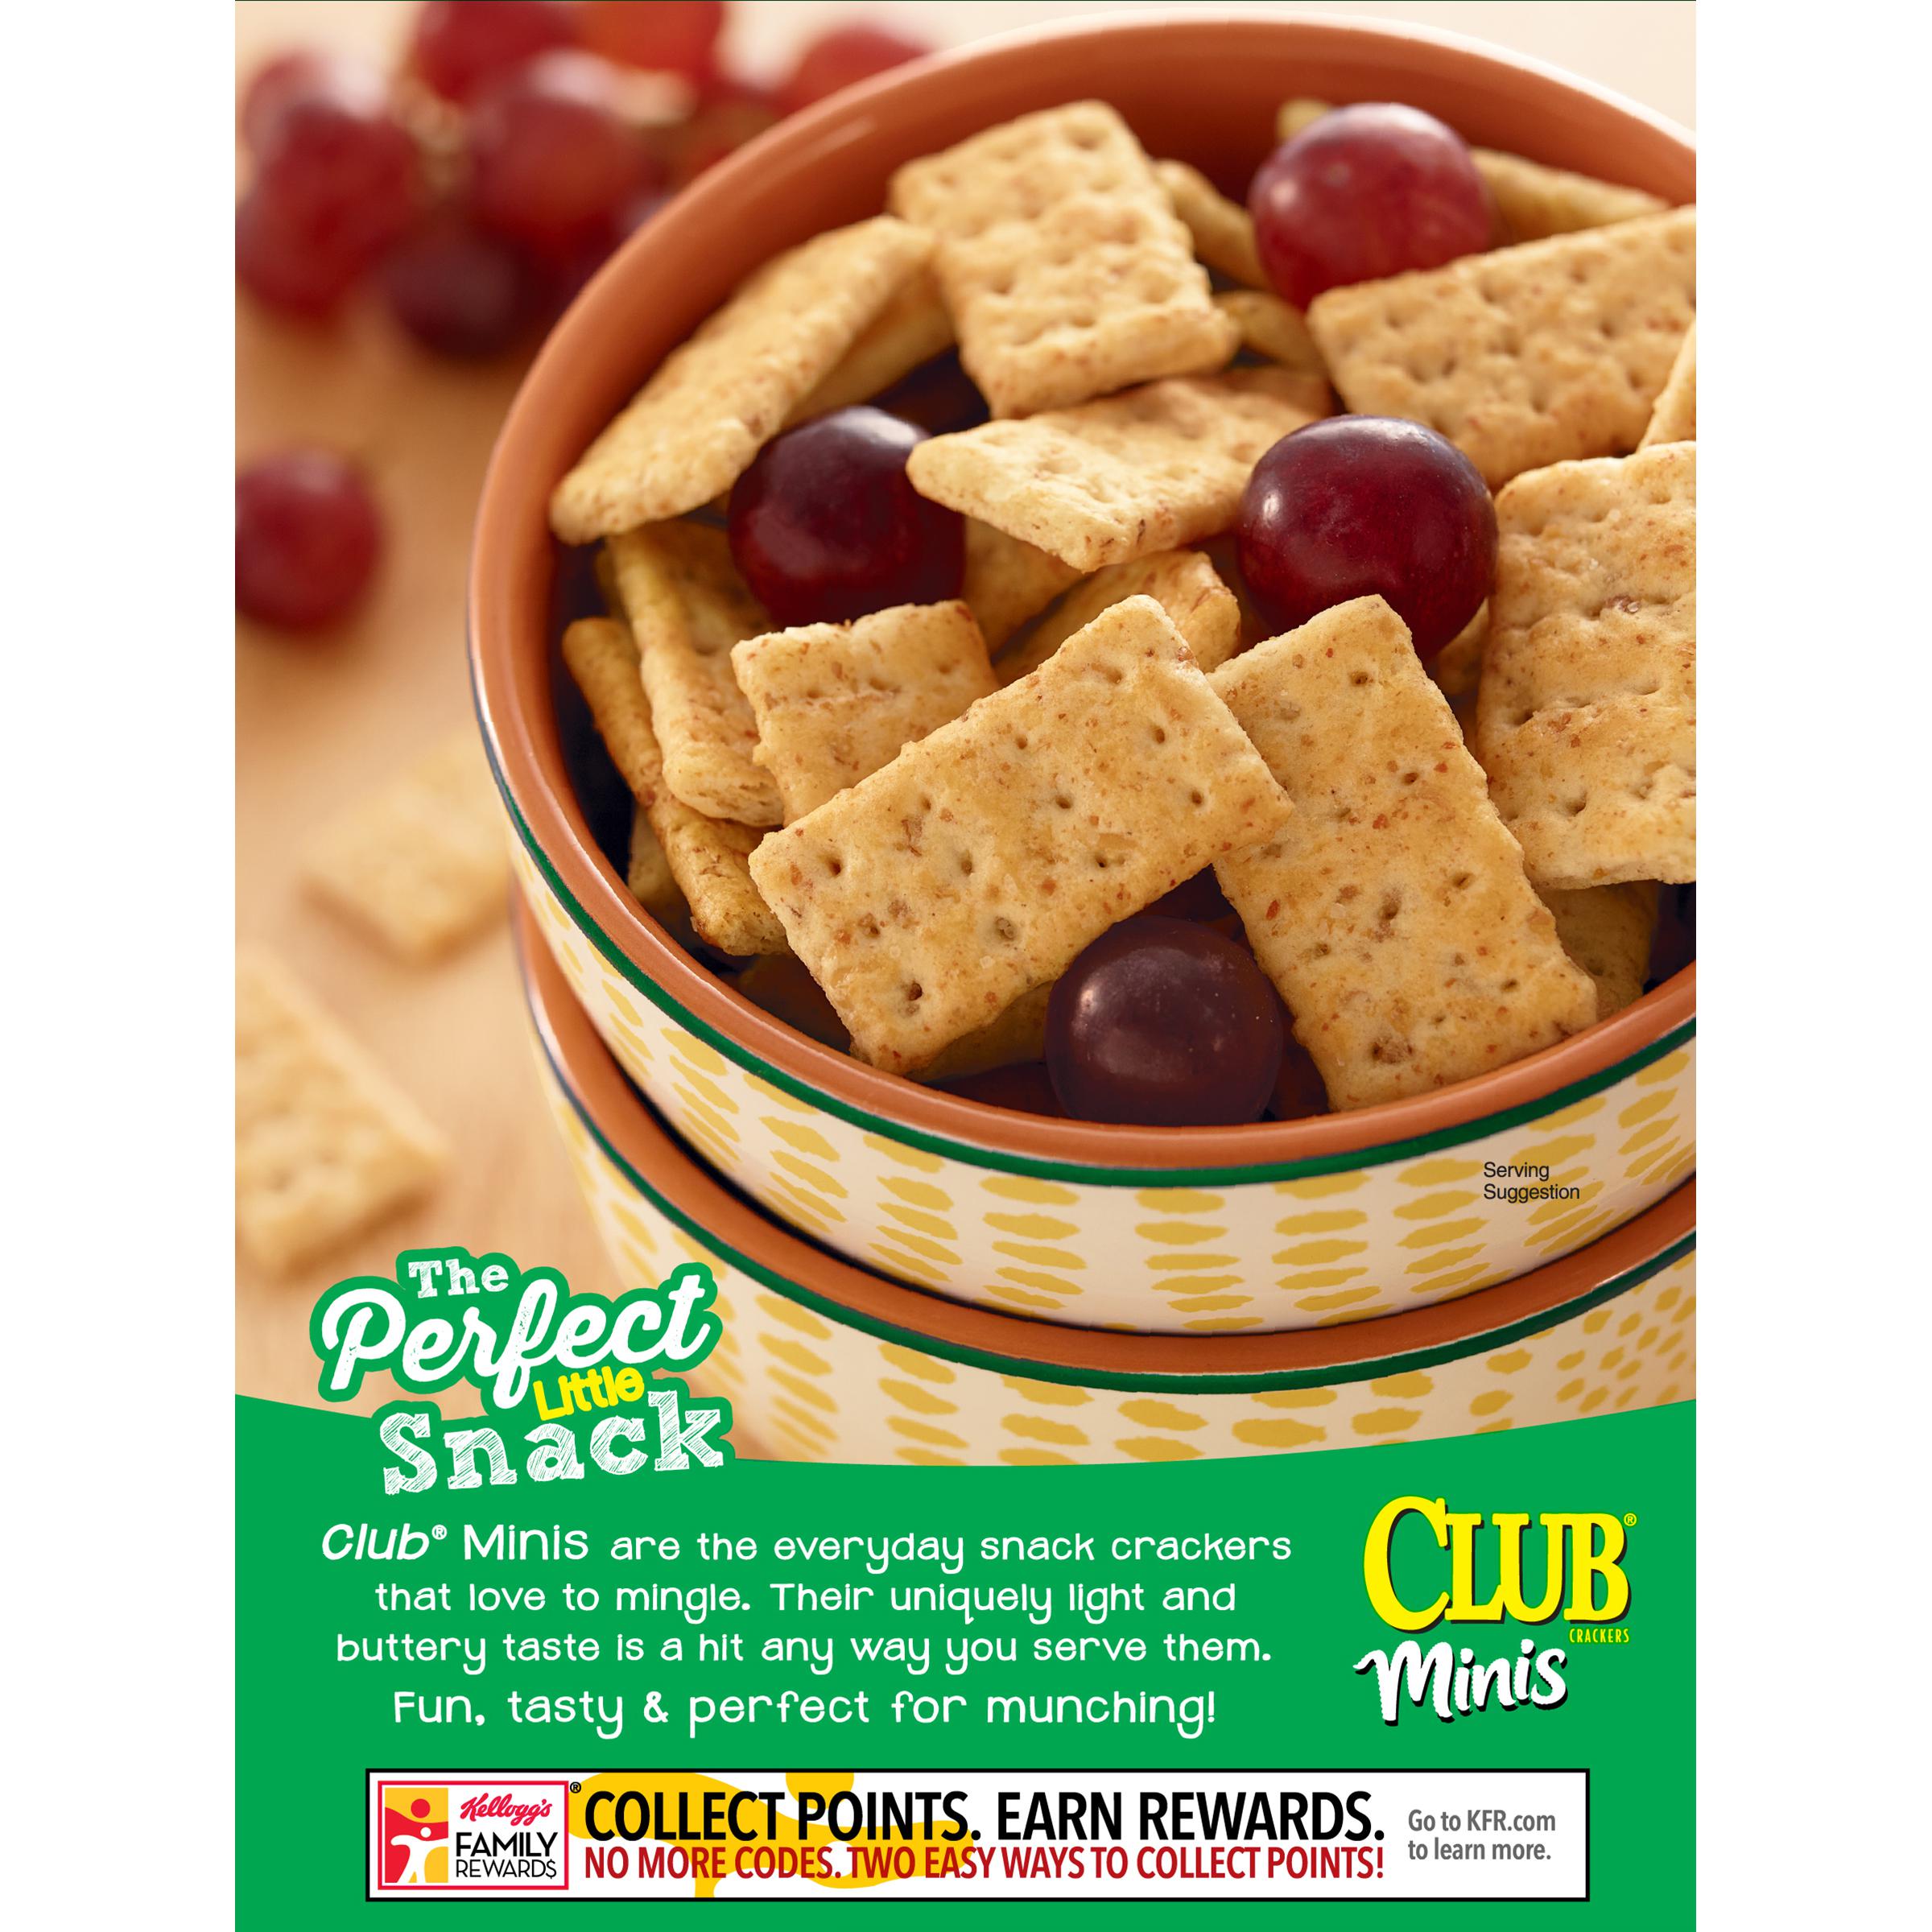 Serving
Suggestion
The
Perfect
Little
Snack
Club® Minis are the everyday snack crackers
that love to mingle. Their uniquely light and
buttery taste is a hit any way you serve them.
Fun, tasty & perfect for munching!
CLUB®
CRACKERS
Minis
Kellogg's®
FAMILY
REWARDS
COLLECT POINTS. EARN REWARDS.
NO MORE CODES. TWO EASY WAYS TO COLLECT POINTS!
Go to KFR.com
to learn more.